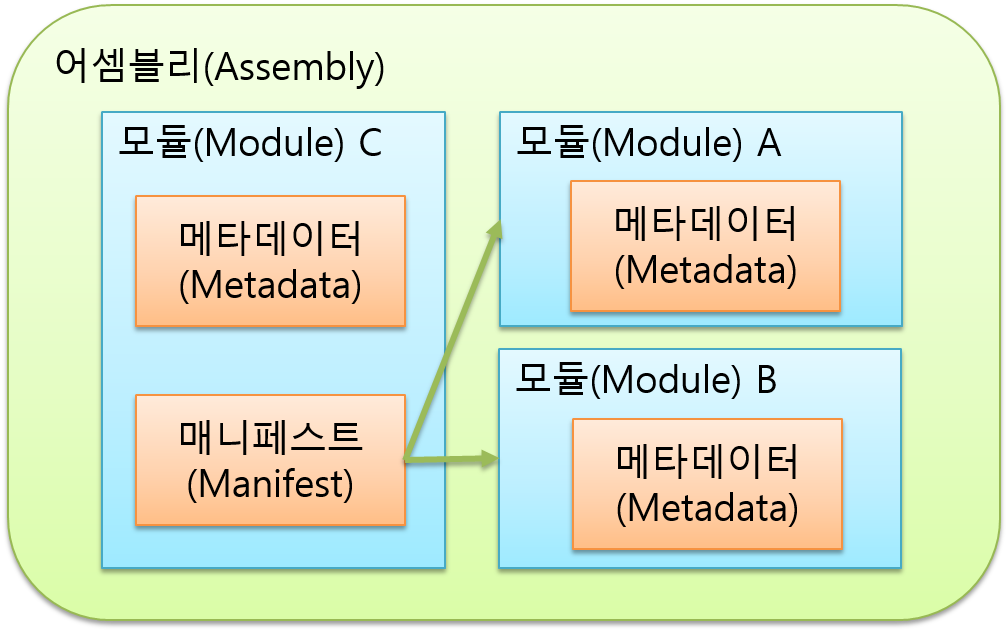 어셈블리(Assembly)
모듈(Module) C
메타데이터
(Metadata)
매니페스트
(Manifest)
모듈(Module) A
메타데이터
(Metadata)
모듈(Module) B
메타데이터
(Metadata)